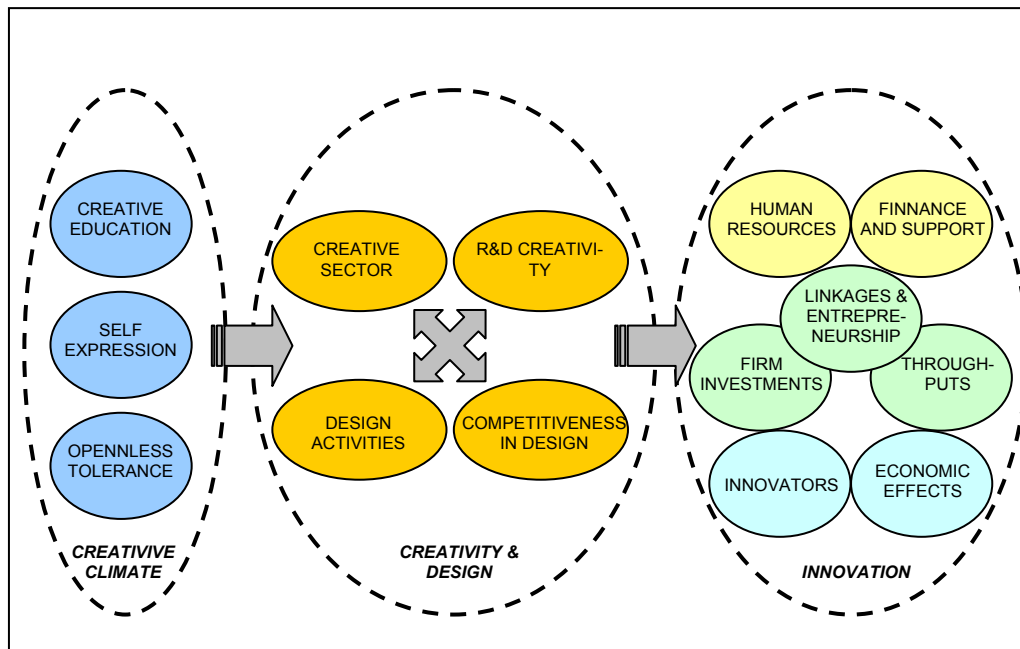 CREATIVE
EDUCATION
SELF
EXPRESSION
OPENNLESS
TOLERANCE
CREATIVIVE
CLIMATE
CREATIVE
SECTOR
R&D CREATIVI-
TY
DESIGN
ACTIVITIES
COMPETITIVENESS
IN DESIGN
CREATIVITY &
DESIGN
HUMAN
RESOURCES
FINNANCE
AND SUPPORT
LINKAGES &
ENTREPRE-
NEURSHIP
FIRM
INVESTMENTS
THROUGH-
PUTS
INNOVATORS
ECONOMIC
EFFECTS
INNOVATION